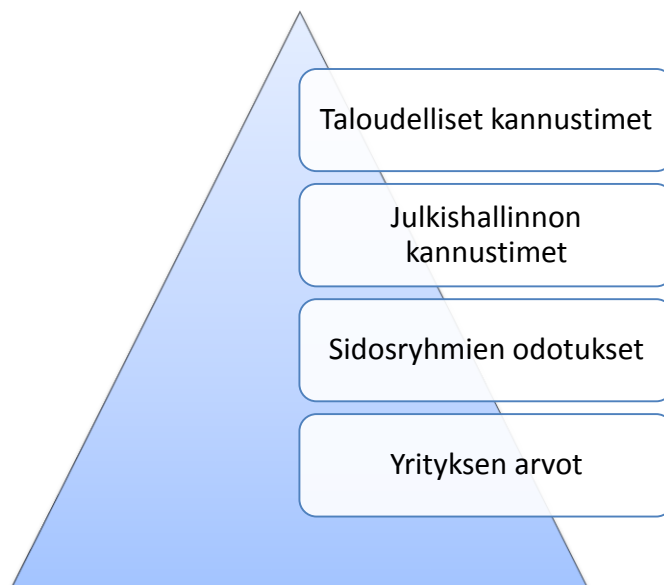 Taloudelliset kannustimet
Julkishallinnon
kannustimet
Sidosryhmien odotukset
Yrityksen arvot